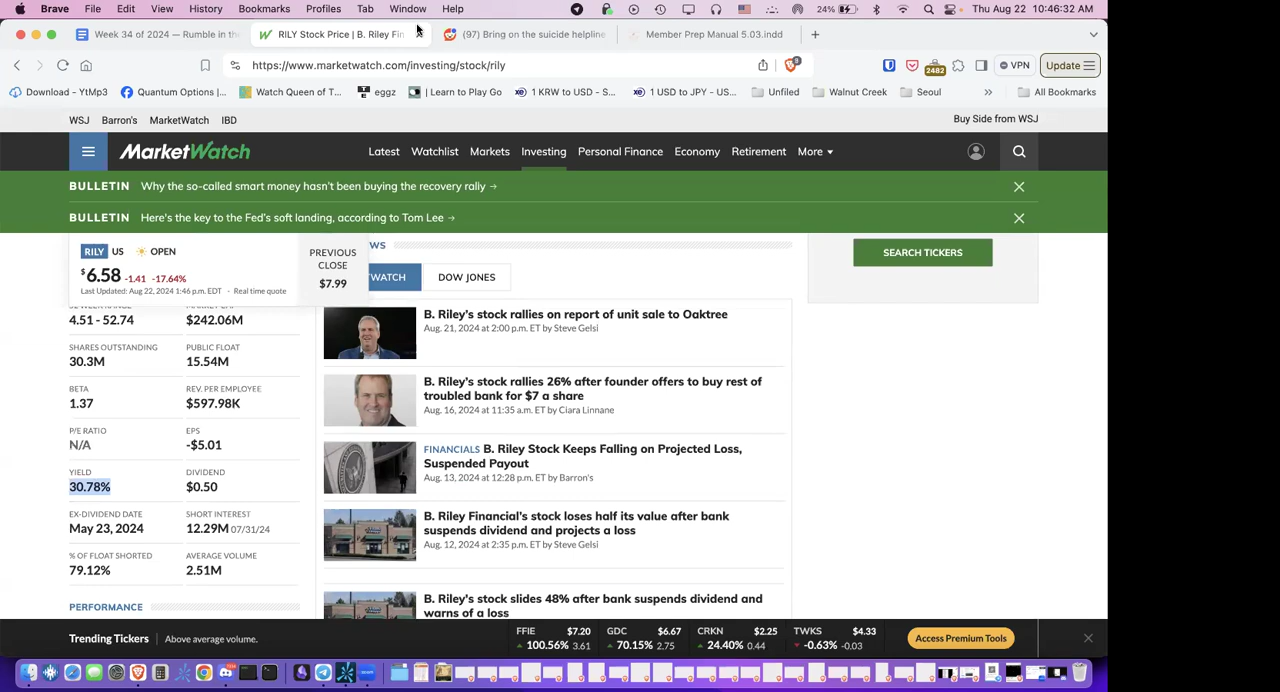 Brave File Edit View History Bookmarks Profiles Tab Window Help 24% Thu Aug 22 10:46:32 AM
Week 34 of 2024 — Rumble in the
RILY Stock Price | B. Riley Fin
(97) Bring on the suicide helpline
Member Prep Manual 5.03.indd
https://www.marketwatch.com/investing/stock/rily
9
2482
VPN
Update
Download - YtMp3
Quantum Options |...
Watch Queen of T...
eggz
| Learn to Play Go
1 KRW to USD - S...
1 USD to JPY - US...
Unfiled
Walnut Creek
Seoul
»
All Bookmarks
WSJ Barron's MarketWatch IBD
Buy Side from WSJ
MarketWatch
Latest Watchlist Markets Investing Personal Finance Economy Retirement More
BULLETIN Why the so-called smart money hasn't been buying the recovery rally →
BULLETIN Here's the key to the Fed's soft landing, according to Tom Lee →
RILY US OPEN
$6.58 -1.41 -17.64%
Last Updated: Aug 22, 2024 1:46 p.m. EDT · Real time quote
PREVIOUS
CLOSE
$7.99
WS
WATCH
DOW JONES
SEARCH TICKERS
4.51 - 52.74
$242.06M
SHARES OUTSTANDING
30.3M
PUBLIC FLOAT
15.54M
BETA
1.37
REV. PER EMPLOYEE
$597.98K
P/E RATIO
N/A
EPS
-$5.01
YIELD
30.78%
DIVIDEND
$0.50
EX-DIVIDEND DATE
May 23, 2024
SHORT INTEREST
12.29M 07/31/24
% OF FLOAT SHORTED
79.12%
AVERAGE VOLUME
2.51M
PERFORMANCE
B. Riley's stock rallies on report of unit sale to Oaktree
Aug. 21, 2024 at 2:00 p.m. ET by Steve Gelsi
B. Riley's stock rallies 26% after founder offers to buy rest of
troubled bank for $7 a share
Aug. 16, 2024 at 11:35 a.m. ET by Ciara Linnane
FINANCIALS B. Riley Stock Keeps Falling on Projected Loss,
Suspended Payout
Aug. 13, 2024 at 12:28 p.m. ET by Barron's
B. Riley Financial's stock loses half its value after bank
suspends dividend and projects a loss
Aug. 12, 2024 at 2:35 p.m. ET by Steve Gelsi
B. Riley's stock slides 48% after bank suspends dividend and
warns of a loss
Trending Tickers | Above average volume.
FFIE $7.20
100.56% 3.61
GDC $6.67
70.15% 2.75
CRKN $2.25
24.40% 0.44
TWKS $4.33
-0.63% -0.03
Access Premium Tools